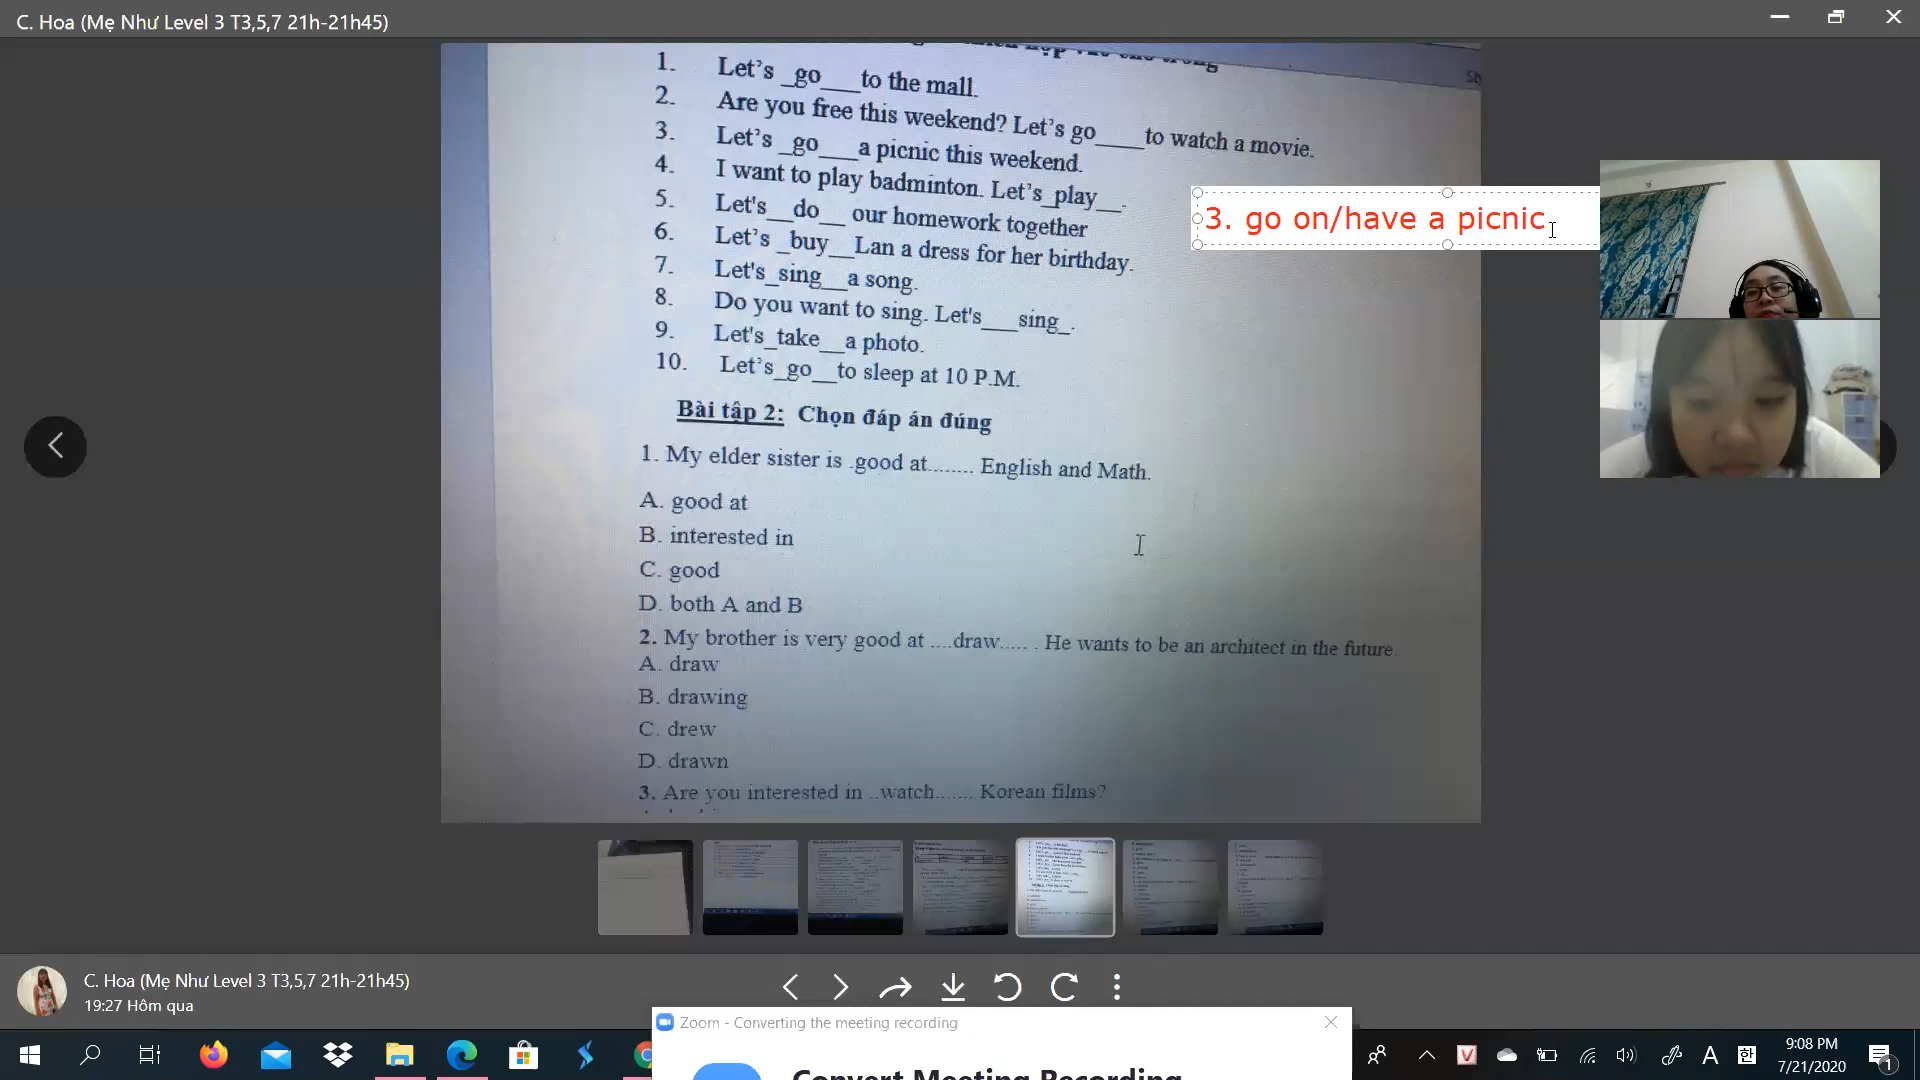 C. Hoa (Mẹ Như Level 3 T3,5,7 21h-21h45)
1. Let’s _go___to the mall.
2. Are you free this weekend? Let’s go____to watch a movie.
3. Let’s _go___a picnic this weekend.
4. I want to play badminton. Let’s_play__.
3. go on/have a picnic
5. Let's__do__ our homework together
6. Let’s _buy__Lan a dress for her birthday.
7. Let's_sing__a song.
8. Do you want to sing. Let's___sing_.
9. Let's_take__a photo.
10. Let’s_go__to sleep at 10 P.M.
Bài tập 2: Chọn đáp án đúng
1. My elder sister is .good at........ English and Math.
A. good at
B. interested in
C. good
D. both A and B
2. My brother is very good at ....draw..... . He wants to be an architect in the future.
A. draw
B. drawing
C. drew
D. drawn
3. Are you interested in ..watch....... Korean films?
C. Hoa (Mẹ Như Level 3 T3,5,7 21h-21h45)
19:27 Hôm qua
Zoom - Converting the meeting recording
Convert Meeting Recording
9:08 PM
7/21/2020